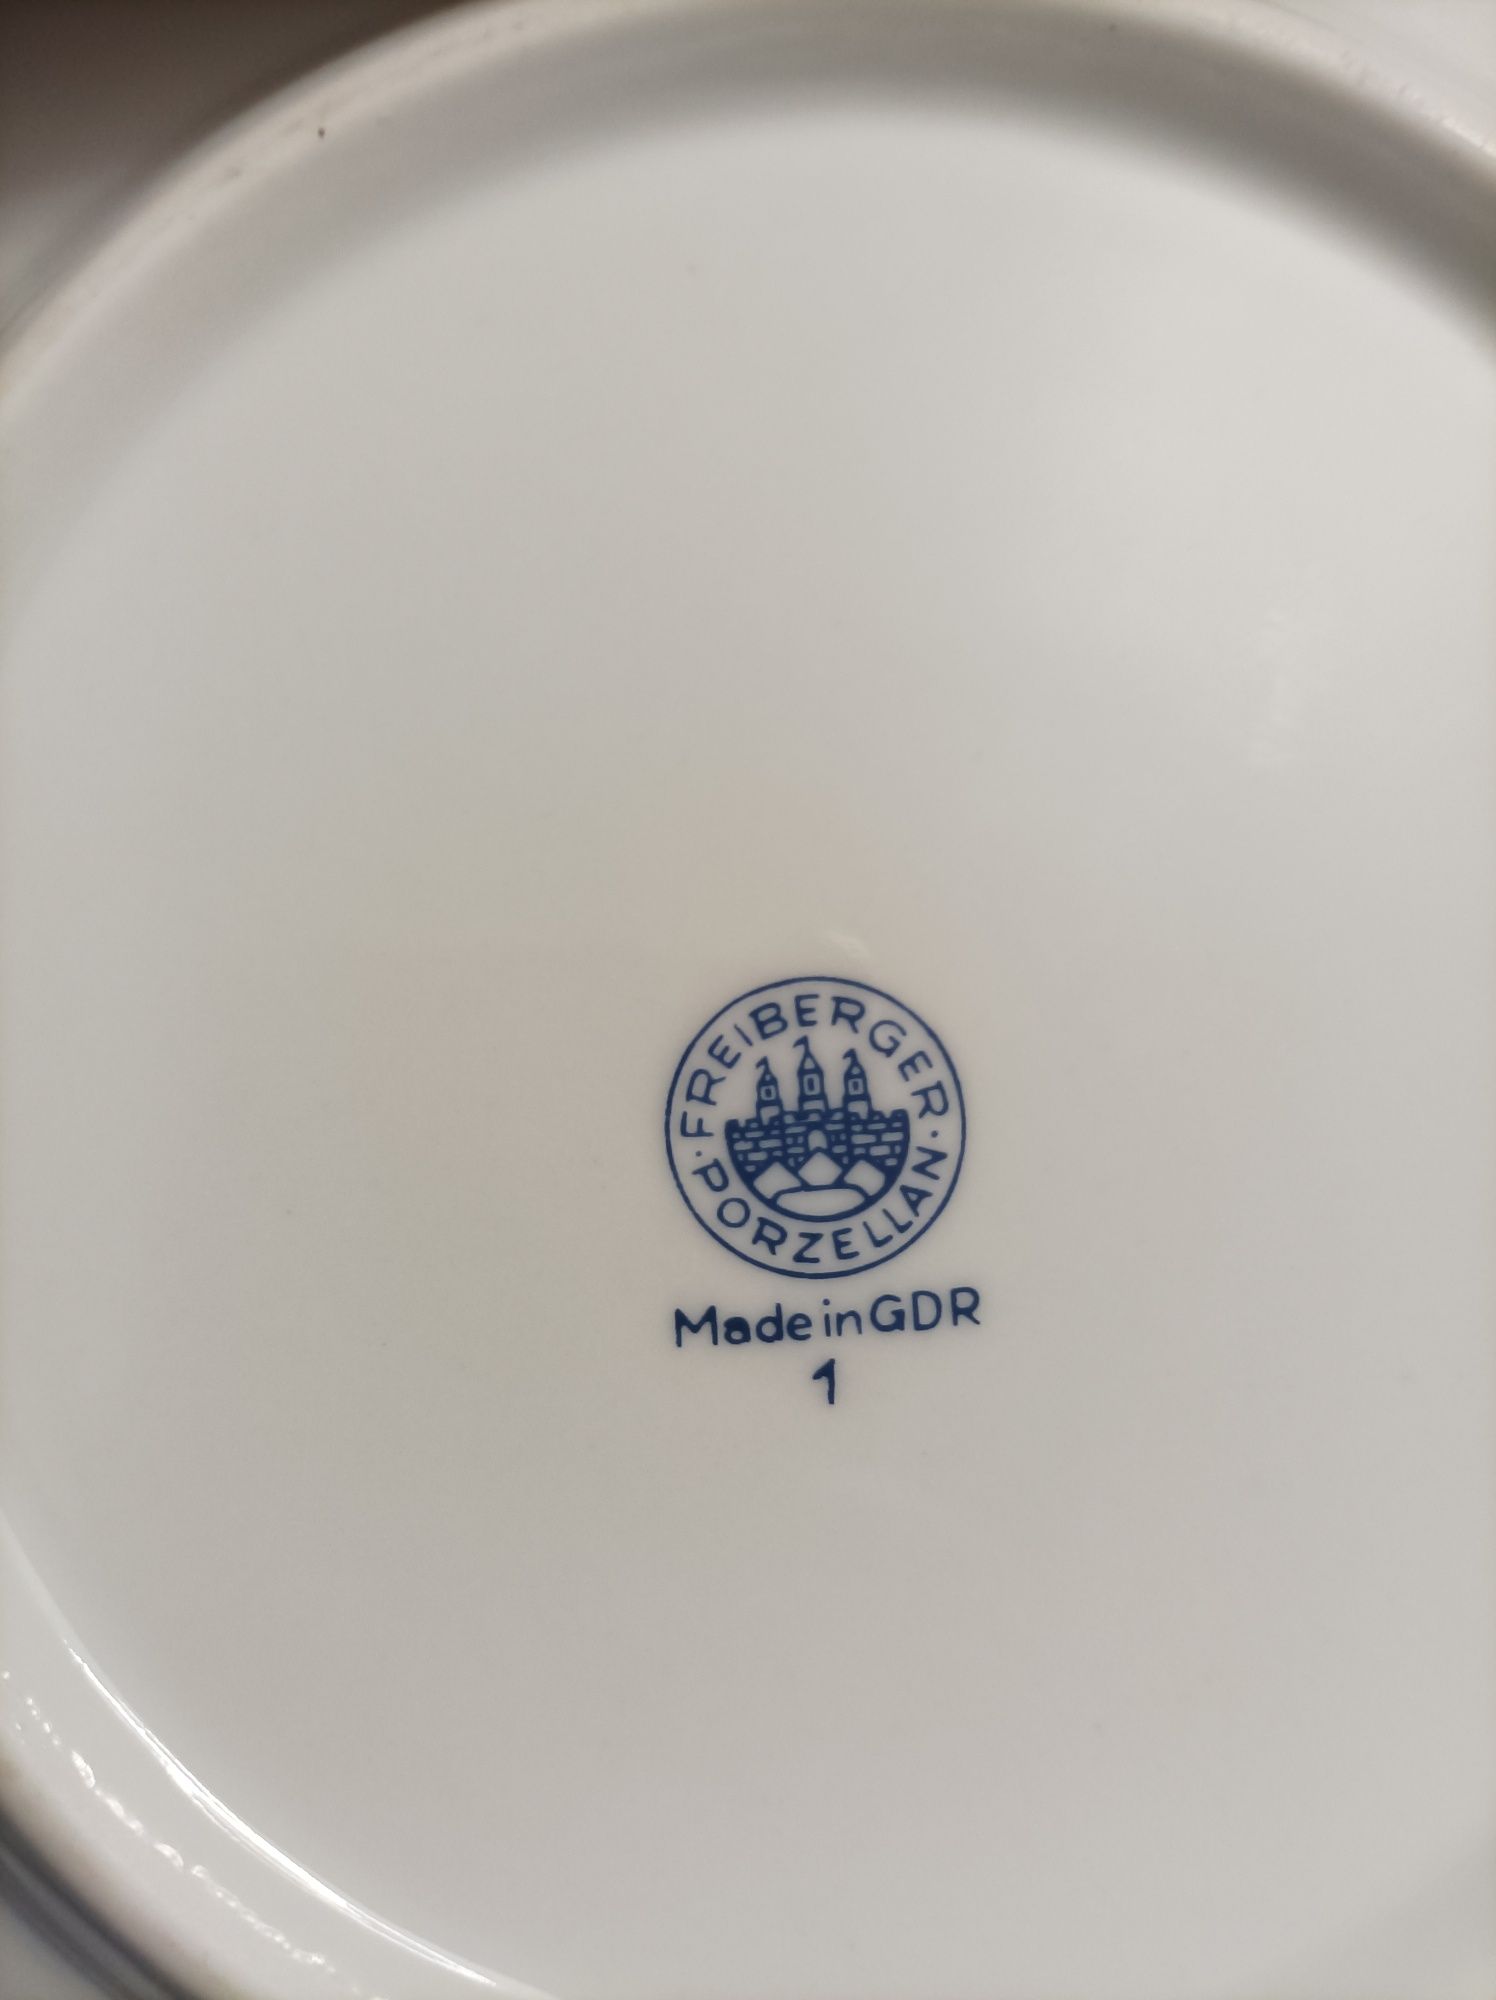 FREIBERGER
· PORZELLAN ·
Made in GDR
1